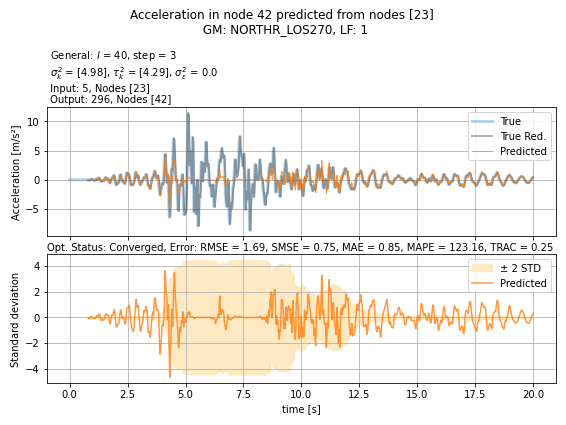 Acceleration in node 42 predicted from nodes [23]
GM: NORTHR_LOS270, LF: 1
General: l = 40, step = 3
σ²ₖ = [4.98], τ²ₖ = [4.29], σ²ε = 0.0
Input: 5, Nodes [23]
Output: 296, Nodes [42]
Acceleration [m/s²]
10
5
0
−5
True
True Red.
Predicted
Opt. Status: Converged, Error: RMSE = 1.69, SMSE = 0.75, MAE = 0.85, MAPE = 123.16, TRAC = 0.25
Standard deviation
4
2
0
−2
−4
± 2 STD
Predicted
0.0 2.5 5.0 7.5 10.0 12.5 15.0 17.5 20.0
time [s]